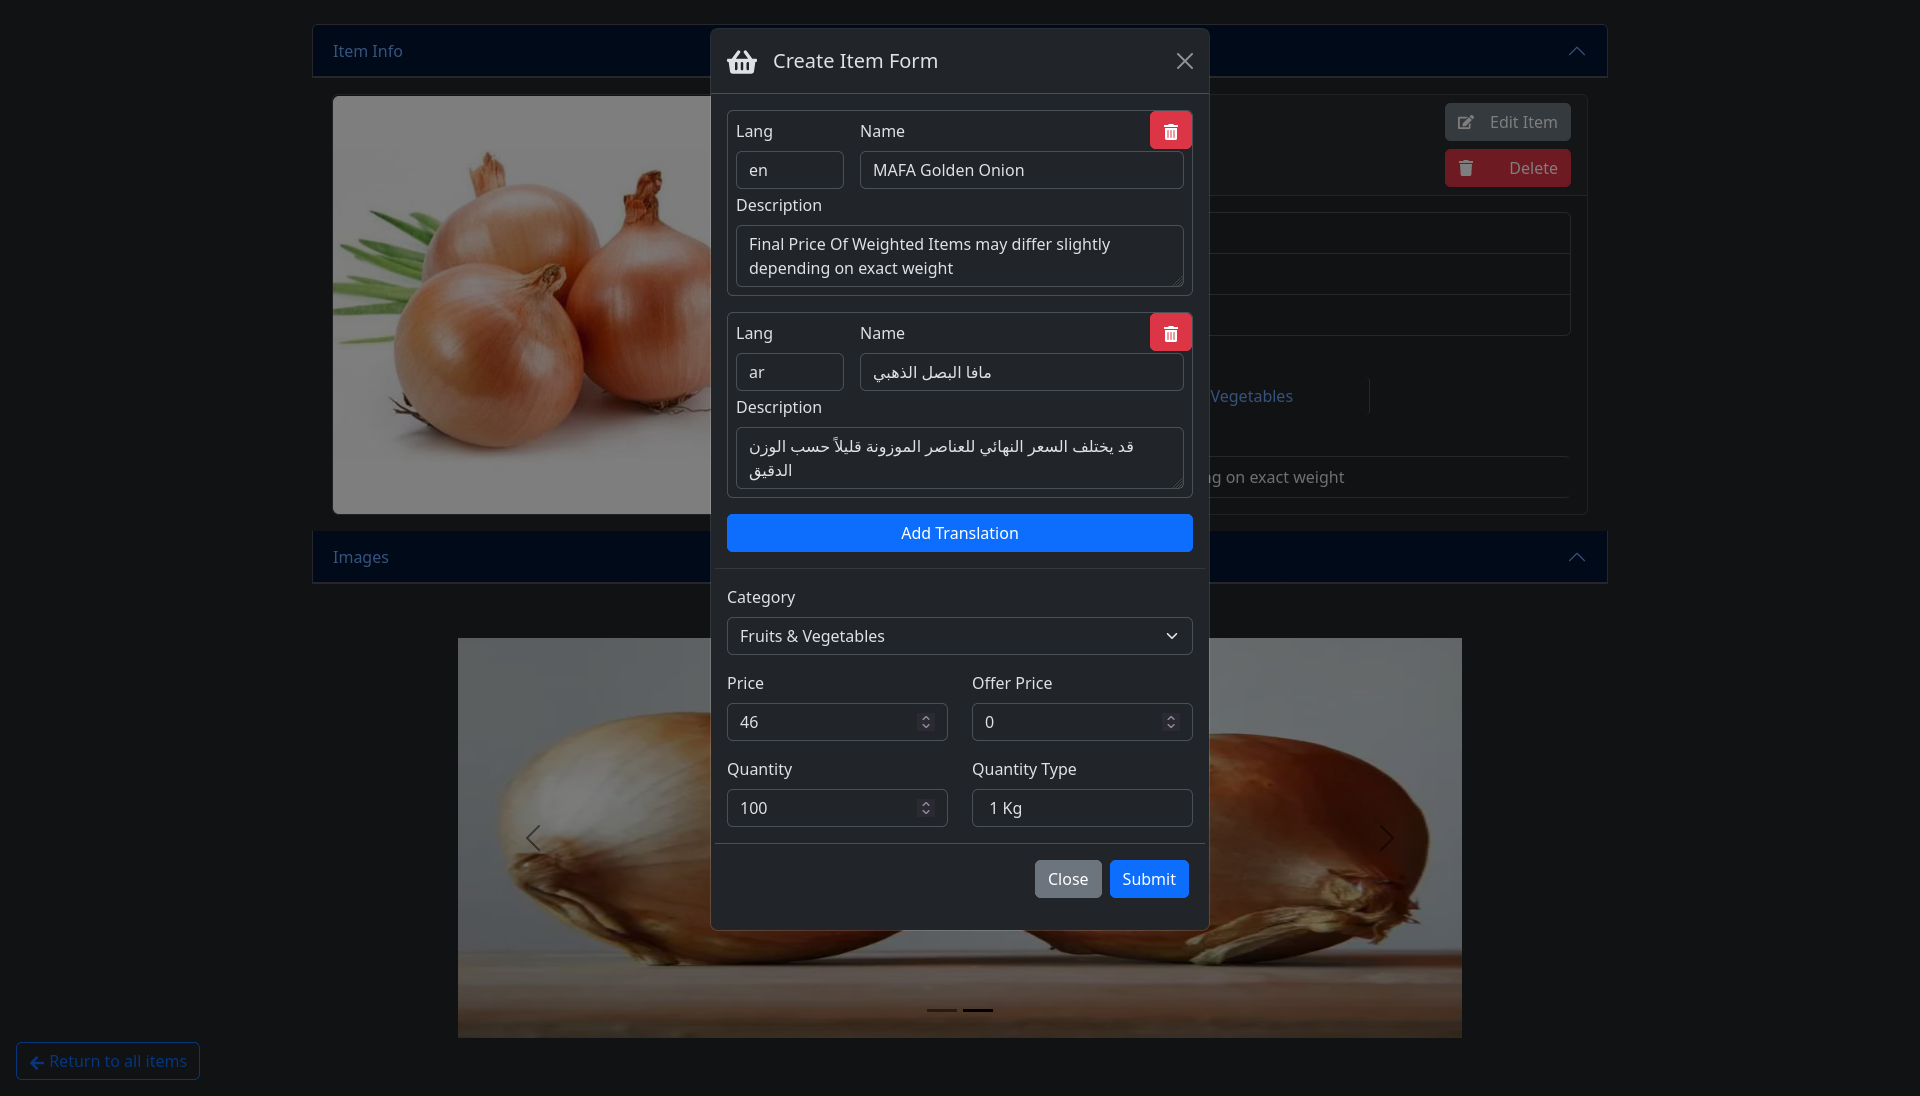 Item Info
Create Item Form
Lang
Name
en
MAFA Golden Onion
Description
Final Price Of Weighted Items may differ slightly
depending on exact weight
Lang
Name
ar
مافا البصل الذهبي
Description
قد يختلف السعر النهائي للعناصر الموزونة قليلاً حسب الوزن
الدقيق
Add Translation
Category
Fruits & Vegetables
Price
Offer Price
46
0
Quantity
Quantity Type
100
1 Kg
Close
Submit
Edit Item
Delete
Vegetables
on exact weight
Images
Return to all items